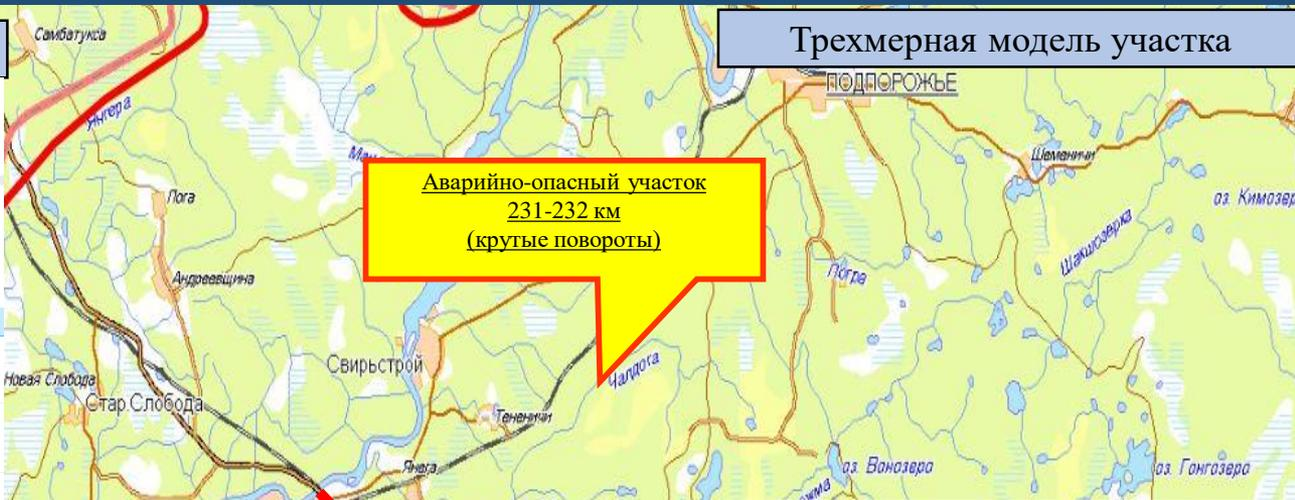 Самбатукса
Трехмерная модель участка
ПОДПОРОЖЬЕ
Янгера
Шеменичи
Аварийно-опасный участок
231-232 км
(крутые повороты)
Пога
оз. Кимозер
Шакшозерка
Андреевщина
Погра
Свирьстрой
Чалдога
Новая Слобода
Стар.Слобода
Тененичи
Янега
оз. Вонозеро
оз. Гонгозеро